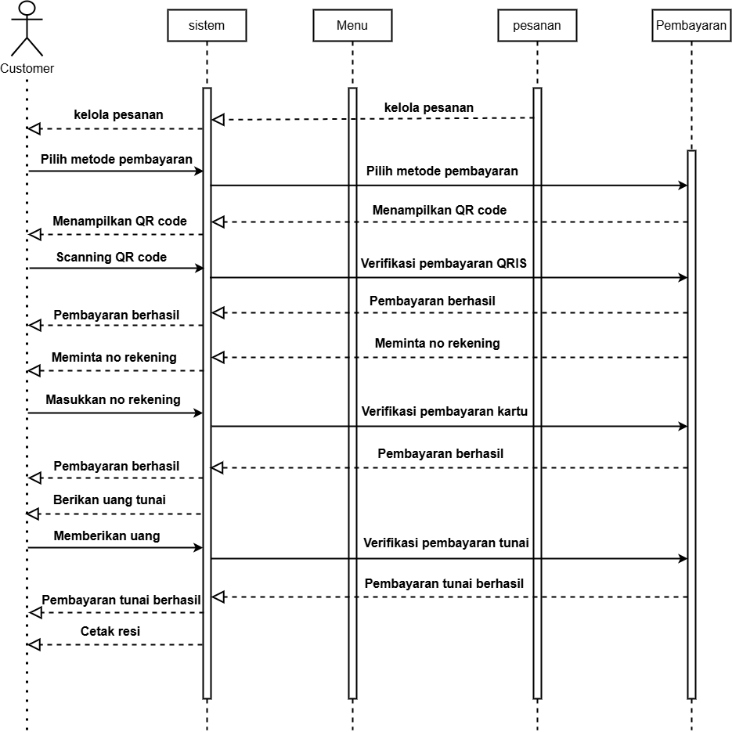 sistem
Menu
pesanan
Pembayaran
Customer
kelola pesanan
kelola pesanan
Pilih metode pembayaran
Pilih metode pembayaran
Menampilkan QR code
Menampilkan QR code
Scanning QR code
Verifikasi pembayaran QRIS
Pembayaran berhasil
Pembayaran berhasil
Meminta no rekening
Meminta no rekening
Masukkan no rekening
Verifikasi pembayaran kartu
Pembayaran berhasil
Pembayaran berhasil
Berikan uang tunai
Memberikan uang
Verifikasi pembayaran tunai
Pembayaran tunai berhasil
Pembayaran tunai berhasil
Cetak resi